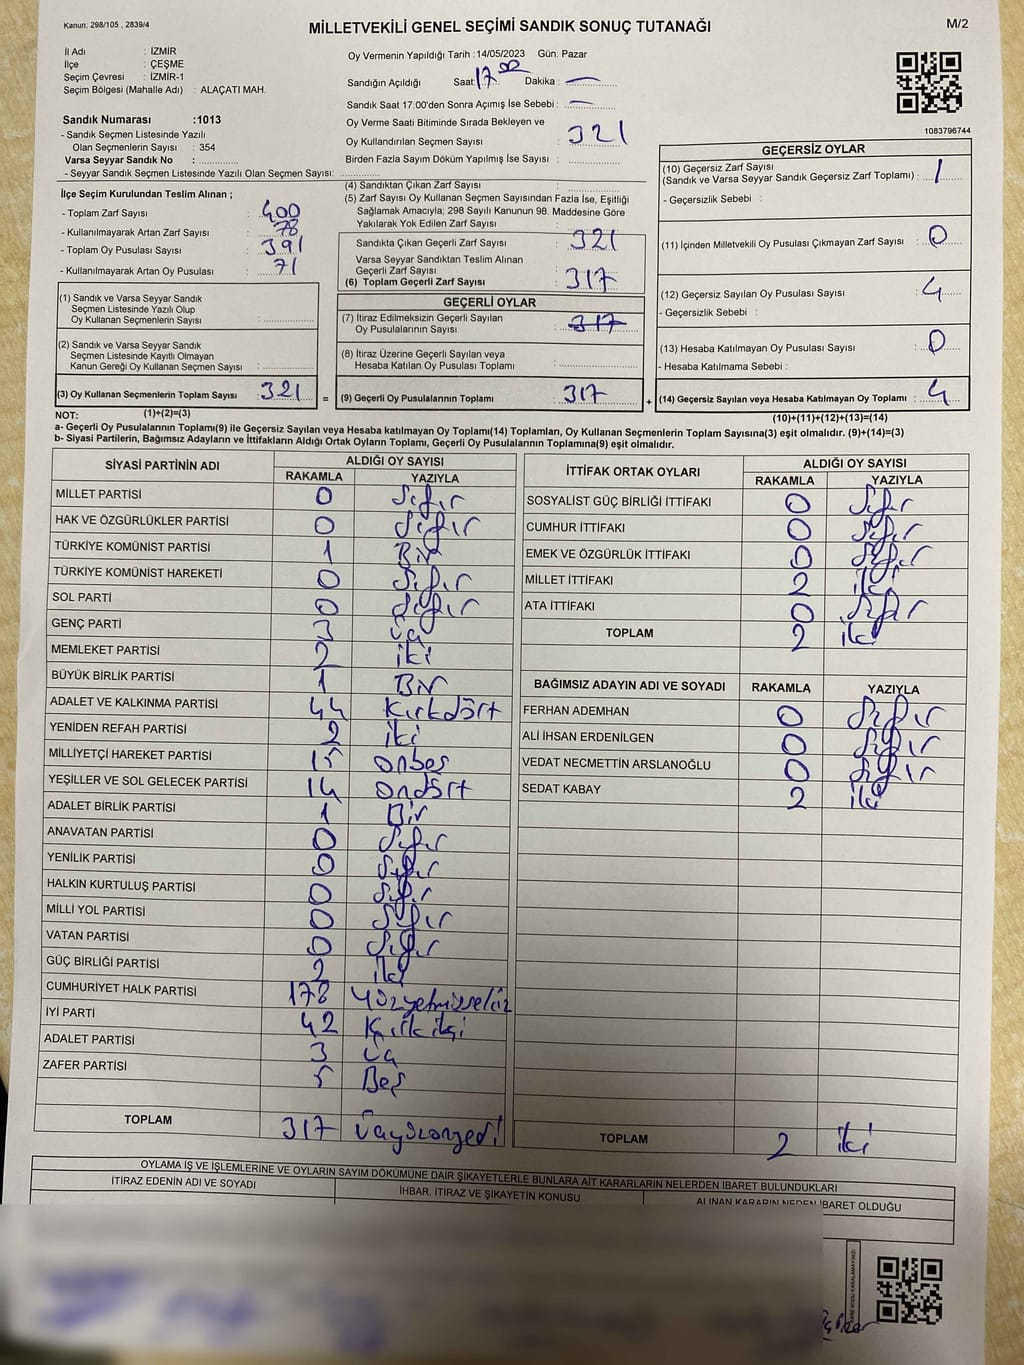 Kanun: 298/105 , 2839/4
MİLLETVEKİLİ GENEL SEÇİMİ SANDIK SONUÇ TUTANAĞI
M/2
İl Adı : İZMİR
İlçe : ÇEŞME
Seçim Çevresi : İZMİR-1
Seçim Bölgesi (Mahalle Adı) : ALAÇATI MAH.
Sandık Numarası :1013
- Sandık Seçmen Listesinde Yazılı
Olan Seçmenlerin Sayısı : 354
Varsa Seyyar Sandık No :
- Seyyar Sandık Seçmen Listesinde Yazılı Olan Seçmen Sayısı:
Oy Vermenin Yapıldığı Tarih :14/05/2023 Gün: Pazar
Sandığın Açıldığı Saat: 17 00 Dakika : —
Sandık Saat 17:00'den Sonra Açımış İse Sebebi : —
Oy Verme Saati Bitiminde Sırada Bekleyen ve
Oy Kullandırılan Seçmen Sayısı : 321
Birden Fazla Sayım Döküm Yapılmış İse Sayısı :
1083796744
İlçe Seçim Kurulundan Teslim Alınan ;
- Toplam Zarf Sayısı : 400
- Kullanılmayarak Artan Zarf Sayısı : 78
- Toplam Oy Pusulası Sayısı : 391
- Kullanılmayarak Artan Oy Pusulası : 71
(4) Sandıktan Çıkan Zarf Sayısı :
(5) Zarf Sayısı Oy Kullanan Seçmen Sayısından Fazla İse, Eşitliği
Sağlamak Amacıyla; 298 Sayılı Kanunun 98. Maddesine Göre
Yakılarak Yok Edilen Zarf Sayısı :
Sandıkta Çıkan Geçerli Zarf Sayısı : 321
Varsa Seyyar Sandıktan Teslim Alınan
Geçerli Zarf Sayısı :
(6) Toplam Geçerli Zarf Sayısı : 317
GEÇERSİZ OYLAR
(10) Geçersiz Zarf Sayısı
(Sandık ve Varsa Seyyar Sandık Geçersiz Zarf Toplamı) : 1
- Geçersizlik Sebebi :
(11) İçinden Milletvekili Oy Pusulası Çıkmayan Zarf Sayısı : 0
(12) Geçersiz Sayılan Oy Pusulası Sayısı : 4
- Geçersizlik Sebebi :
(13) Hesaba Katılmayan Oy Pusulası Sayısı : 0
- Hesaba Katılmama Sebebi :
(1) Sandık ve Varsa Seyyar Sandık
Seçmen Listesinde Yazılı Olup
Oy Kullanan Seçmenlerin Sayısı :
(2) Sandık ve Varsa Seyyar Sandık
Seçmen Listesinde Kayıtlı Olmayan
Kanun Gereği Oy Kullanan Seçmen Sayısı :
GEÇERLİ OYLAR
(7) İtiraz Edilmeksizin Geçerli Sayılan
Oy Pusulalarının Sayısı : 317
(8) İtiraz Üzerine Geçerli Sayılan veya
Hesaba Katılan Oy Pusulası Toplamı :
(3) Oy Kullanan Seçmenlerin Toplam Sayısı : 321 = (9) Geçerli Oy Pusulalarının Toplamı : 317 + (14) Geçersiz Sayılan veya Hesaba Katılmayan Oy Toplamı : 4
NOT: (1)+(2)=(3) (10)+(11)+(12)+(13)=(14)
a- Geçerli Oy Pusulalarının Toplamı(9) ile Geçersiz Sayılan veya Hesaba katılmayan Oy Toplamı(14) Toplamları, Oy Kullanan Seçmenlerin Toplam Sayısına(3) eşit olmalıdır. (9)+(14)=(3)
b- Siyasi Partilerin, Bağımsız Adayların ve İttifakların Aldığı Ortak Oyların Toplamı, Geçerli Oy Pusulalarının Toplamına(9) eşit olmalıdır.
SİYASİ PARTİNİN ADI ALDIĞI OY SAYISI
RAKAMLA YAZIYLA
MİLLET PARTİSİ 0 Sıfır
HAK VE ÖZGÜRLÜKLER PARTİSİ 0 Sıfır
TÜRKİYE KOMÜNİST PARTİSİ 1 Bir
TÜRKİYE KOMÜNİST HAREKETİ 0 Sıfır
SOL PARTİ 0 Sıfır
GENÇ PARTİ 3 üç
MEMLEKET PARTİSİ 2 iki
BÜYÜK BİRLİK PARTİSİ 1 Bir
ADALET VE KALKINMA PARTİSİ 44 Kırkdört
YENİDEN REFAH PARTİSİ 2 iki
MİLLİYETÇİ HAREKET PARTİSİ 15 onbeş
YEŞİLLER VE SOL GELECEK PARTİSİ 14 ondört
ADALET BİRLİK PARTİSİ 1 Bir
ANAVATAN PARTİSİ 0 Sıfır
YENİLİK PARTİSİ 0 Sıfır
HALKIN KURTULUŞ PARTİSİ 0 Sıfır
MİLLİ YOL PARTİSİ 0 Sıfır
VATAN PARTİSİ 0 Sıfır
GÜÇ BİRLİĞİ PARTİSİ 2 iki
CUMHURİYET HALK PARTİSİ 178 Yüzyetmişsekiz
İYİ PARTİ 42 Kırkiki
ADALET PARTİSİ 3 üç
ZAFER PARTİSİ 5 Beş
TOPLAM 317 üçyüzonyedi
İTTİFAK ORTAK OYLARI ALDIĞI OY SAYISI
RAKAMLA YAZIYLA
SOSYALİST GÜÇ BİRLİĞİ İTTİFAKI 0 Sıfır
CUMHUR İTTİFAKI 0 Sıfır
EMEK VE ÖZGÜRLÜK İTTİFAKI 0 Sıfır
MİLLET İTTİFAKI 2 iki
ATA İTTİFAKI 0 Sıfır
TOPLAM 2 iki
BAĞIMSIZ ADAYIN ADI VE SOYADI RAKAMLA YAZIYLA
FERHAN ADEMHAN 0 Sıfır
ALİ İHSAN ERDENİLGEN 0 Sıfır
VEDAT NECMETTİN ARSLANOĞLU 0 Sıfır
SEDAT KABAY 2 iki
TOPLAM 2 iki
OYLAMA İŞ VE İŞLEMLERİNE VE OYLARIN SAYIM DÖKÜMÜNE DAİR ŞİKAYETLERLE BUNLARA AİT KARARLARIN NELERDEN İBARET BULUNDUKLARI
İTİRAZ EDENİN ADI VE SOYADI İHBAR, İTİRAZ VE ŞİKAYETİN KONUSU ALINAN KARARIN NEDEN İBARET OLDUĞU